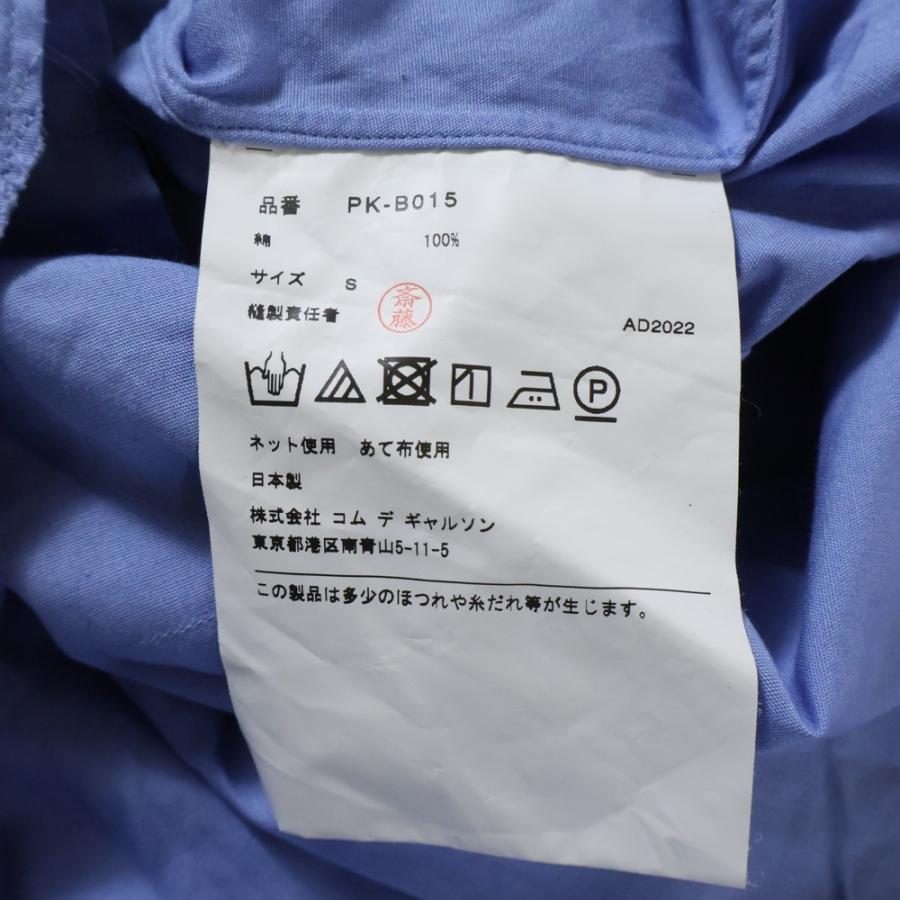 品番 PK-B015
綿 100%
サイズ S
縫製責任者 斎藤
AD2022
P
ネット使用 あて布使用
日本製
株式会社 コム デ ギャルソン
東京都港区南青山5-11-5
この製品は多少のほつれや糸だれ等が生じます。